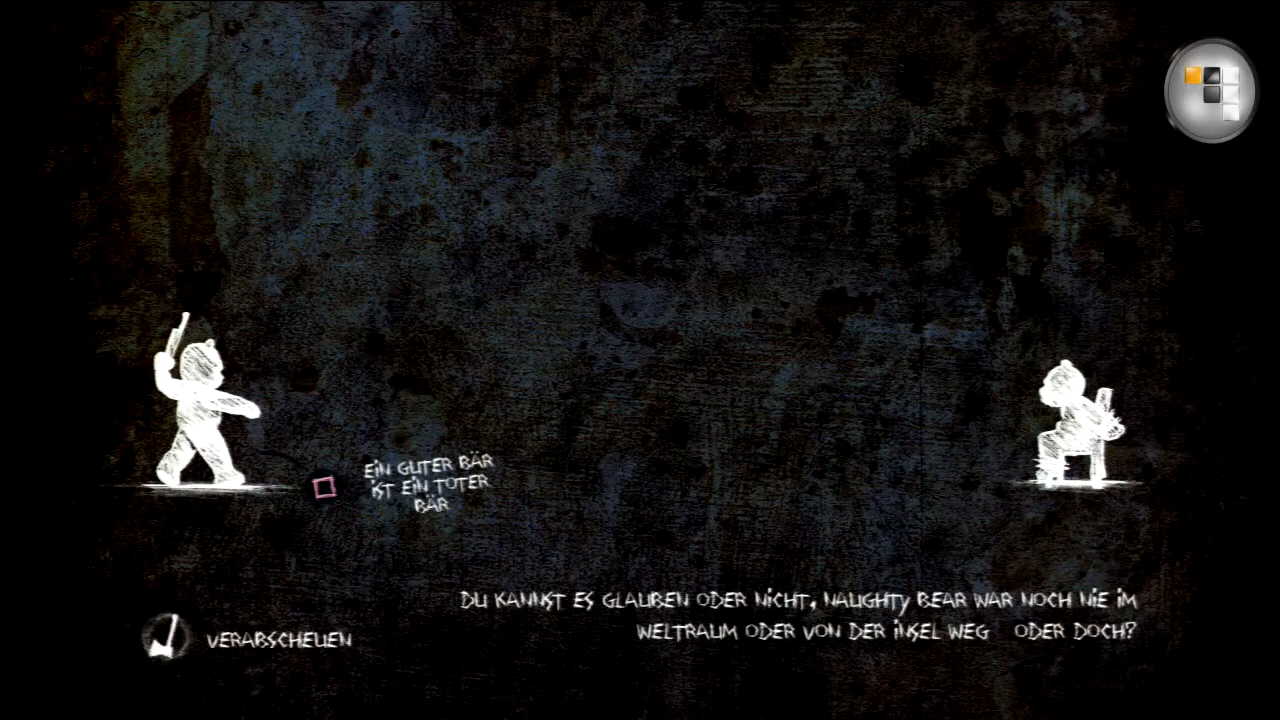 EIN GUTER BÄR
IST EIN TOTER
BÄR
DU KANNST ES GLAUBEN ODER NICHT, NAUGHTY BEAR WAR NOCH NIE IM
WELTRAUM ODER VON DER INSEL WEG ODER DOCH?
VERABSCHEUEN